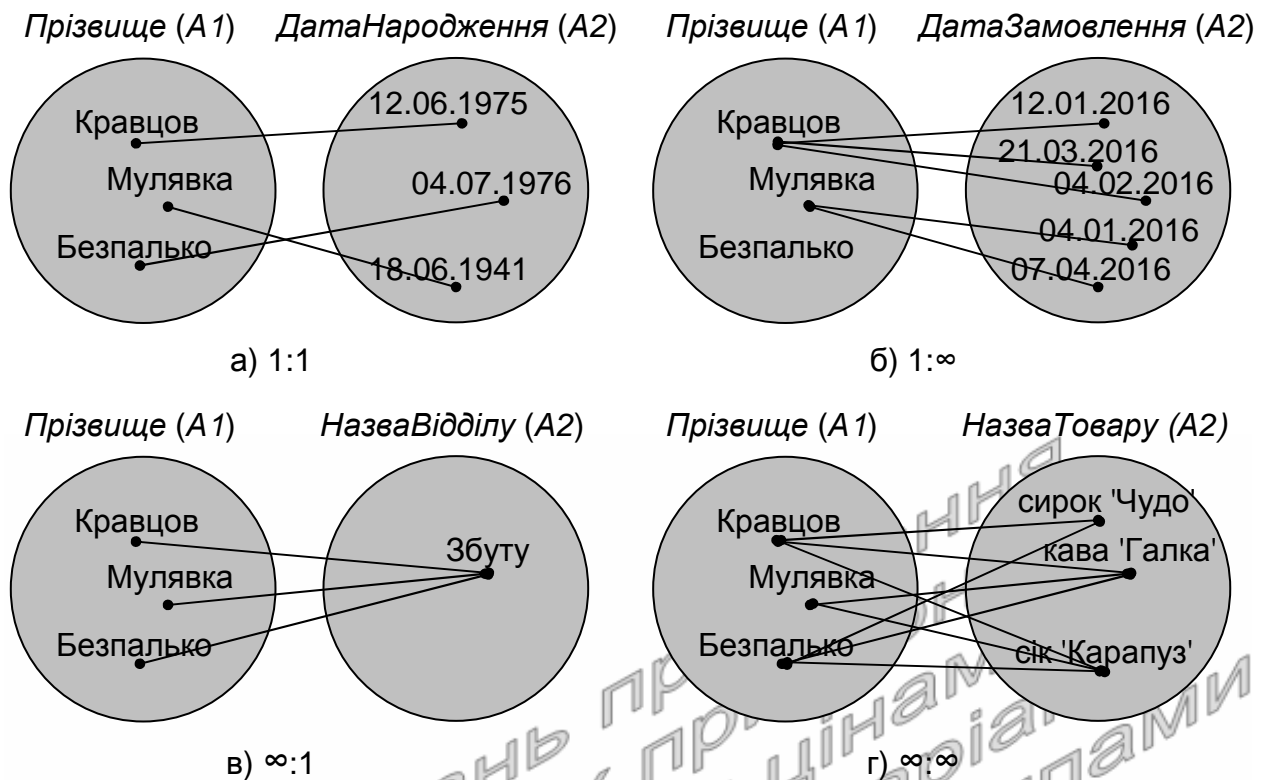 Прізвище (А1)
ДатаНародження (А2)
Прізвище (А1)
ДатаЗамовлення (А2)
Кравцов
Мулявка
Безпалько
12.06.1975
04.07.1976
18.06.1941
Кравцов
Мулявка
Безпалько
12.01.2016
21.03.2016
04.02.2016
04.01.2016
07.04.2016
а) 1:1
б) 1:∞
Прізвище (А1)
НазваВідділу (А2)
Прізвище (А1)
НазваТовару (А2)
Кравцов
Мулявка
Безпалько
Збуту
Кравцов
Мулявка
Безпалько
сирок 'Чудо'
кава 'Галка'
сік 'Карапуз'
в) ∞:1
г) ∞:∞